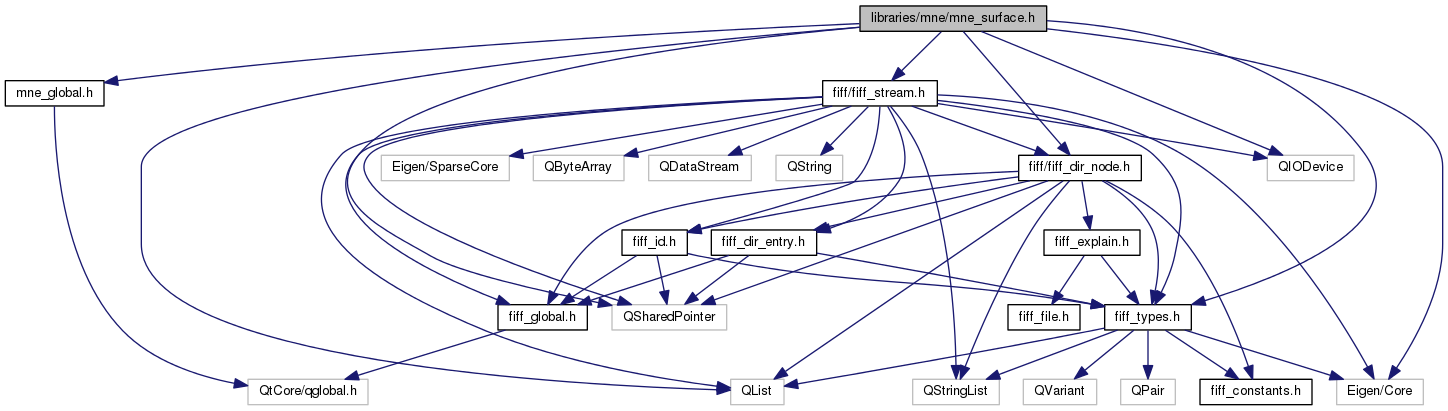 libraries/mne/mne_surface.h
mne_global.h
fiff/fiff_stream.h
Eigen/SparseCore
QByteArray
QDataStream
QString
fiff/fiff_dir_node.h
QIODevice
fiff_id.h
fiff_dir_entry.h
fiff_explain.h
fiff_global.h
QSharedPointer
fiff_file.h
fiff_types.h
QtCore/qglobal.h
QList
QStringList
QVariant
QPair
fiff_constants.h
Eigen/Core